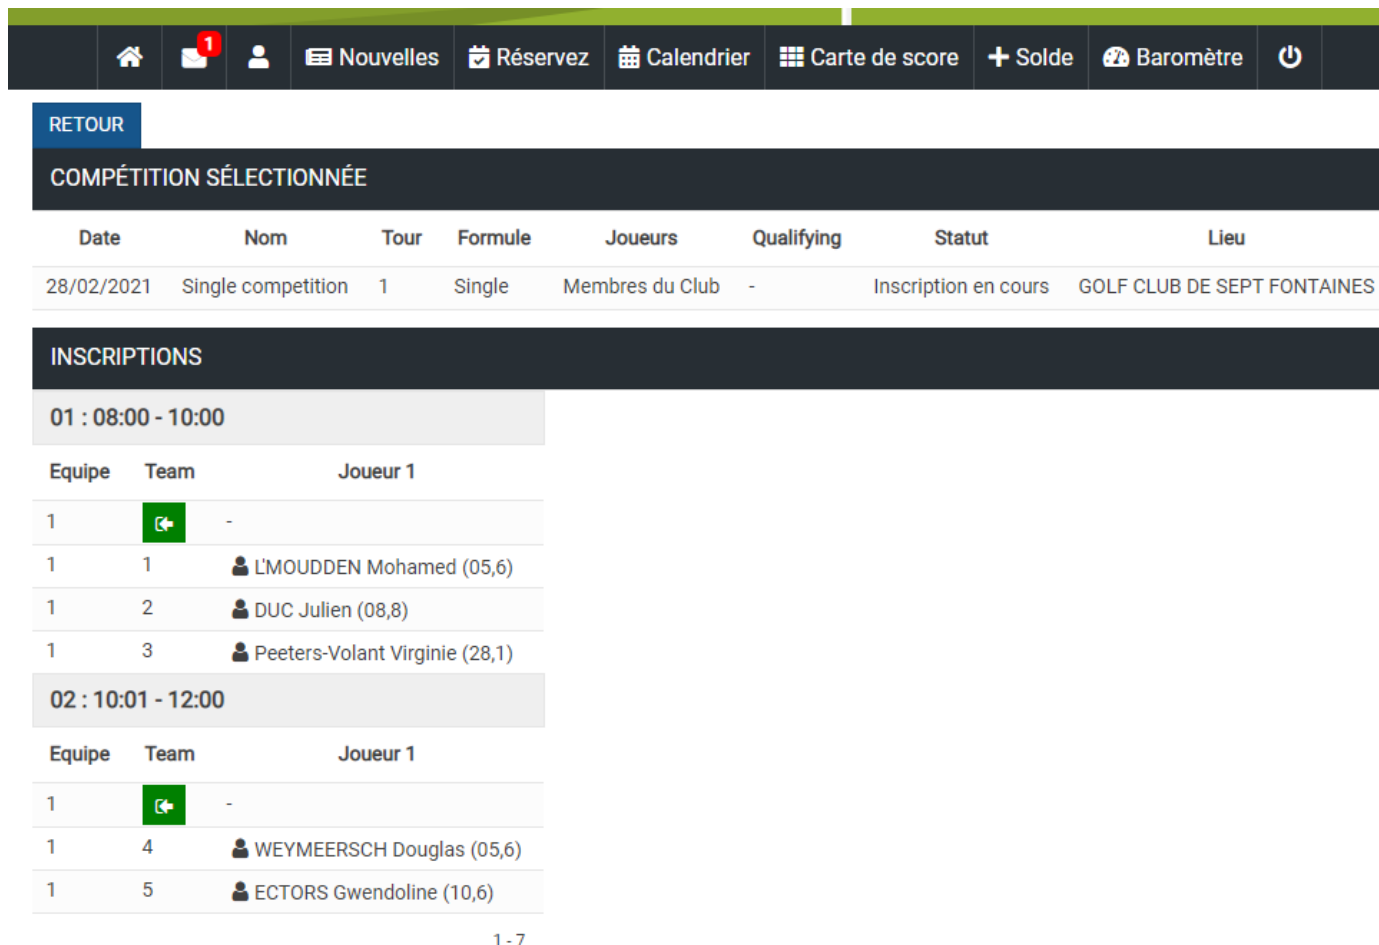 1
Nouvelles Réservez Calendrier Carte de score Solde Baromètre
RETOUR
COMPÉTITION SÉLECTIONNÉE
Date Nom Tour Formule Joueurs Qualifying Statut Lieu
28/02/2021 Single competition 1 Single Membres du Club - Inscription en cours GOLF CLUB DE SEPT FONTAINES
INSCRIPTIONS
01 : 08:00 - 10:00
Equipe Team Joueur 1
1 -
1 1 L'MOUDDEN Mohamed (05,6)
1 2 DUC Julien (08,8)
1 3 Peeters-Volant Virginie (28,1)
02 : 10:01 - 12:00
Equipe Team Joueur 1
1 -
1 4 WEYMEERSCH Douglas (05,6)
1 5 ECTORS Gwendoline (10,6)
1 - 7